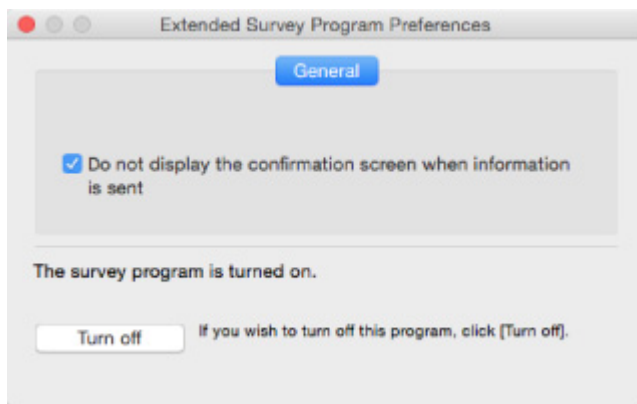 Extended Survey Program Preferences
General
Do not display the confirmation screen when information
is sent
The survey program is turned on.
Turn off
If you wish to turn off this program, click [Turn off].